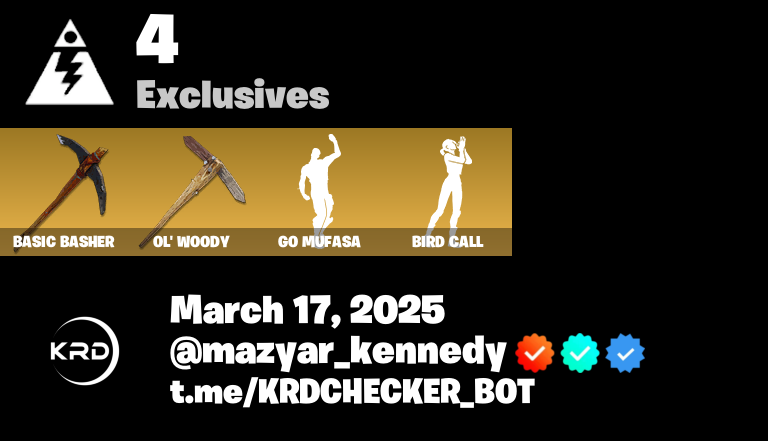 4
Exclusives
BASIC BASHER OL' WOODY GO MUFASA BIRD CALL
KRD
March 17, 2025
@mazyar_kennedy
t.me/KRDCHECKER_BOT